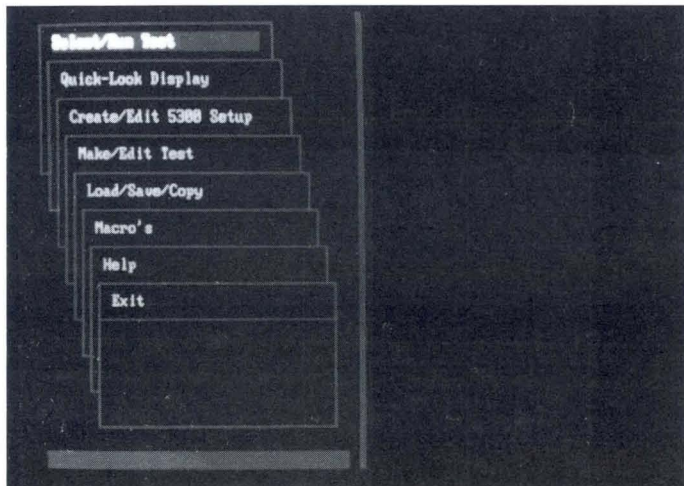 Select/Run Test
Quick-Look Display
Create/Edit 5300 Setup
Make/Edit Test
Load/Save/Copy
Macro's
Help
Exit